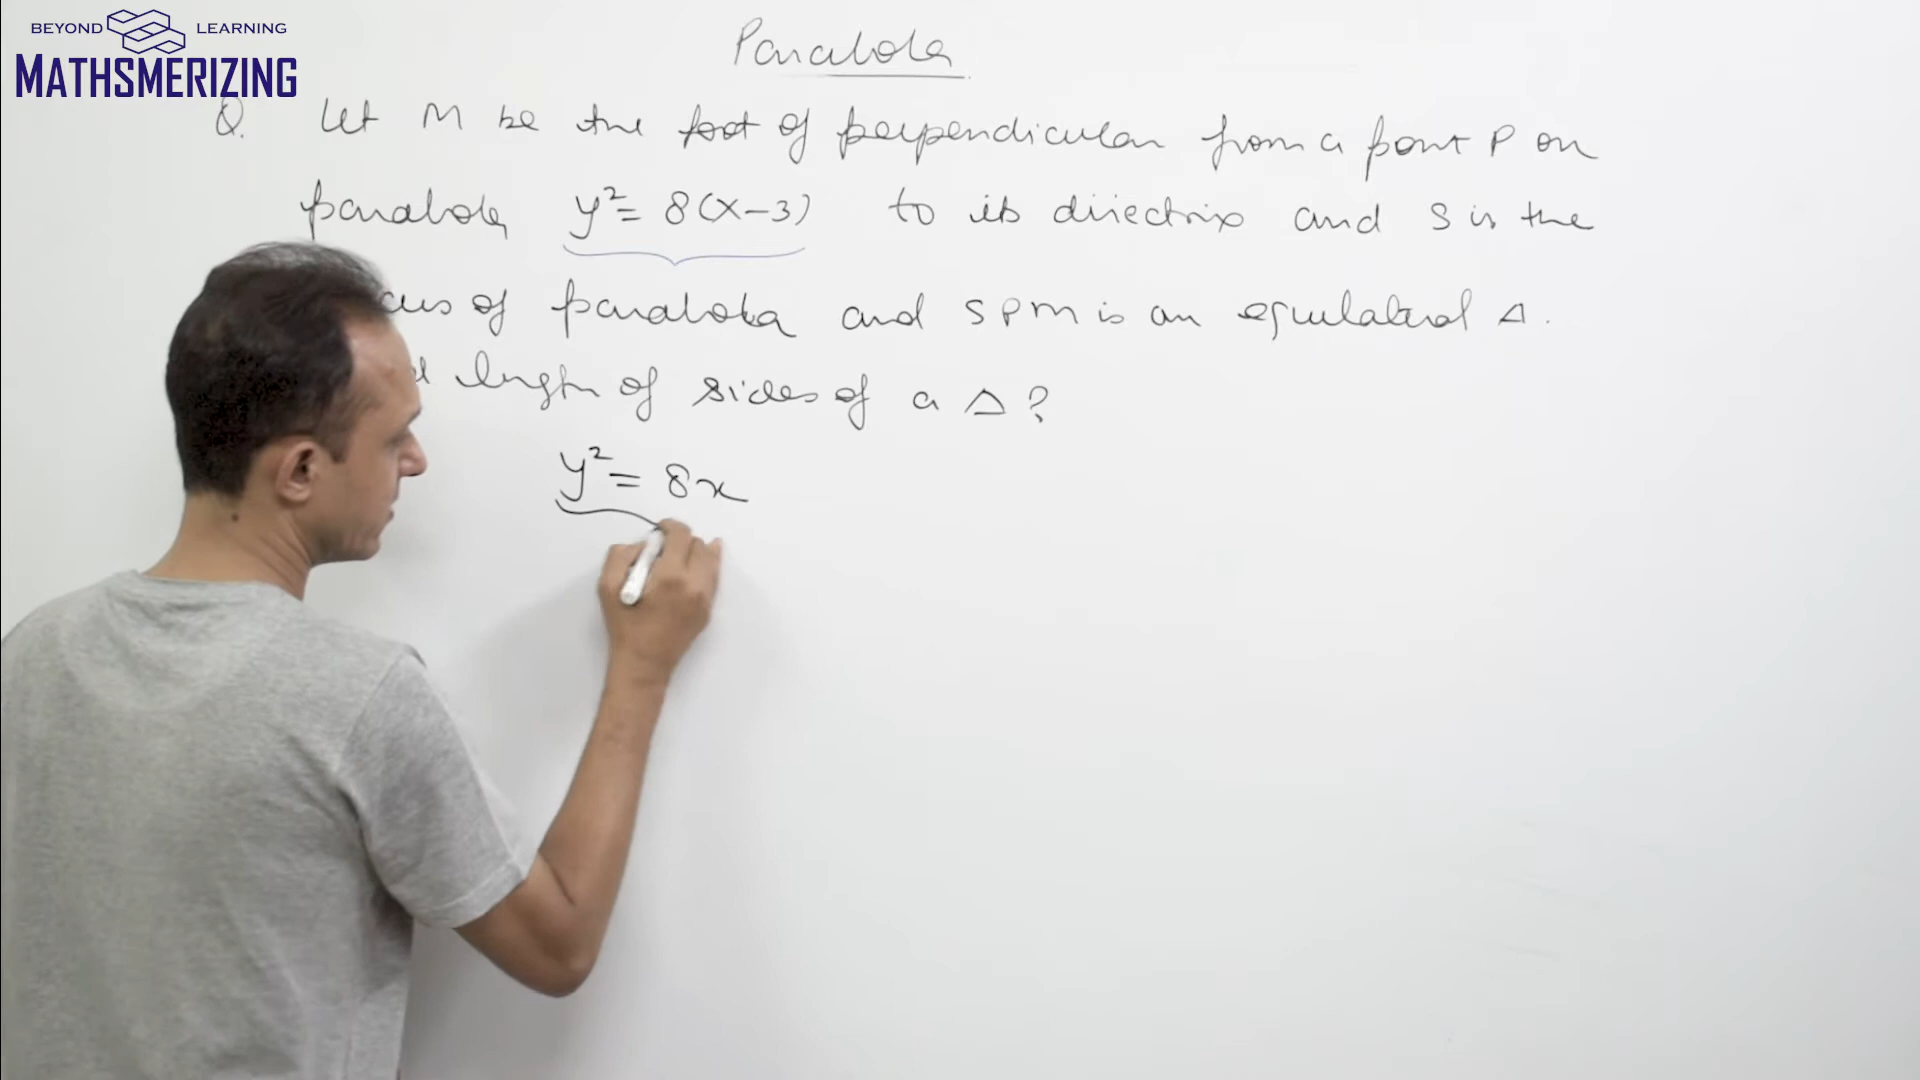 BEYOND LEARNING
MATHSMERIZING
Parabola
Q. Let M be the foot of perpendicular from a point P on
parabola y² = 8(x-3) to its directrix and S is the
of parabola and SPM is an equilateral Δ.
length of sides of a Δ?
y² = 8x